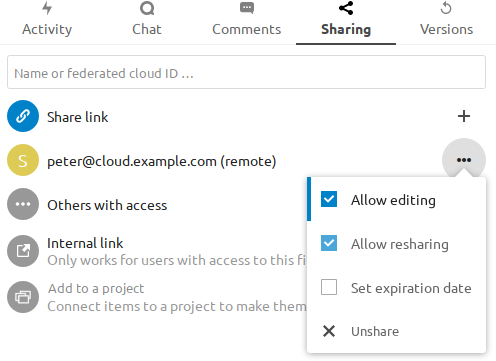 Activity
Chat
Comments
Sharing
Versions
Name or federated cloud ID …
Share link
S
peter@cloud.example.com (remote)
Others with access
Allow editing
Internal link
Only works for users with access to this fi
Allow resharing
Add to a project
Connect items to a project to make them
Set expiration date
Unshare